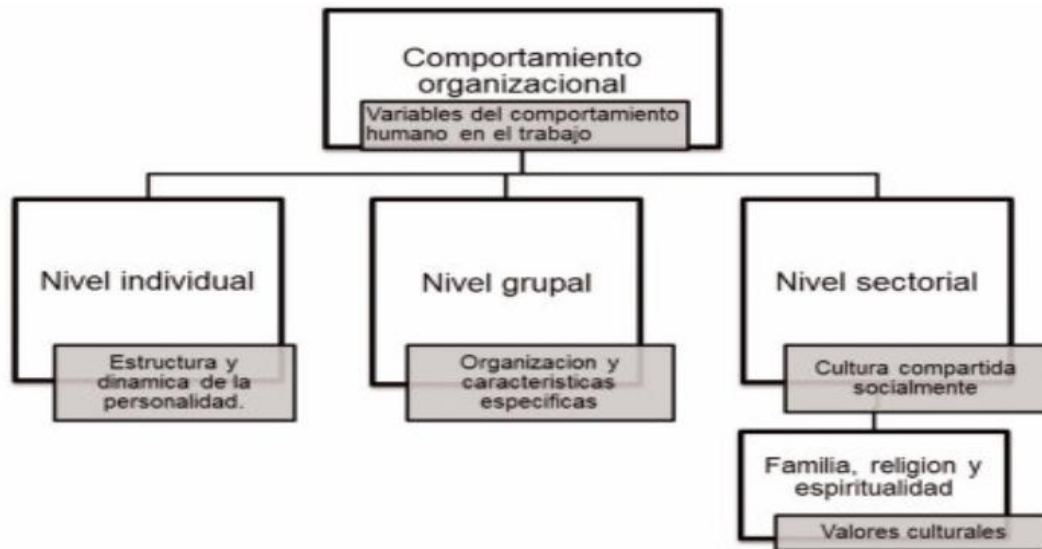 Comportamiento
organizacional
Variables del comportamiento
humano en el trabajo
Nivel individual
Estructura y
dinamica de la
personalidad.
Nivel grupal
Organizacion y
caracteristicas
especificas
Nivel sectorial
Cultura compartida
socialmente
Familia, religion y
espiritualidad
Valores culturales